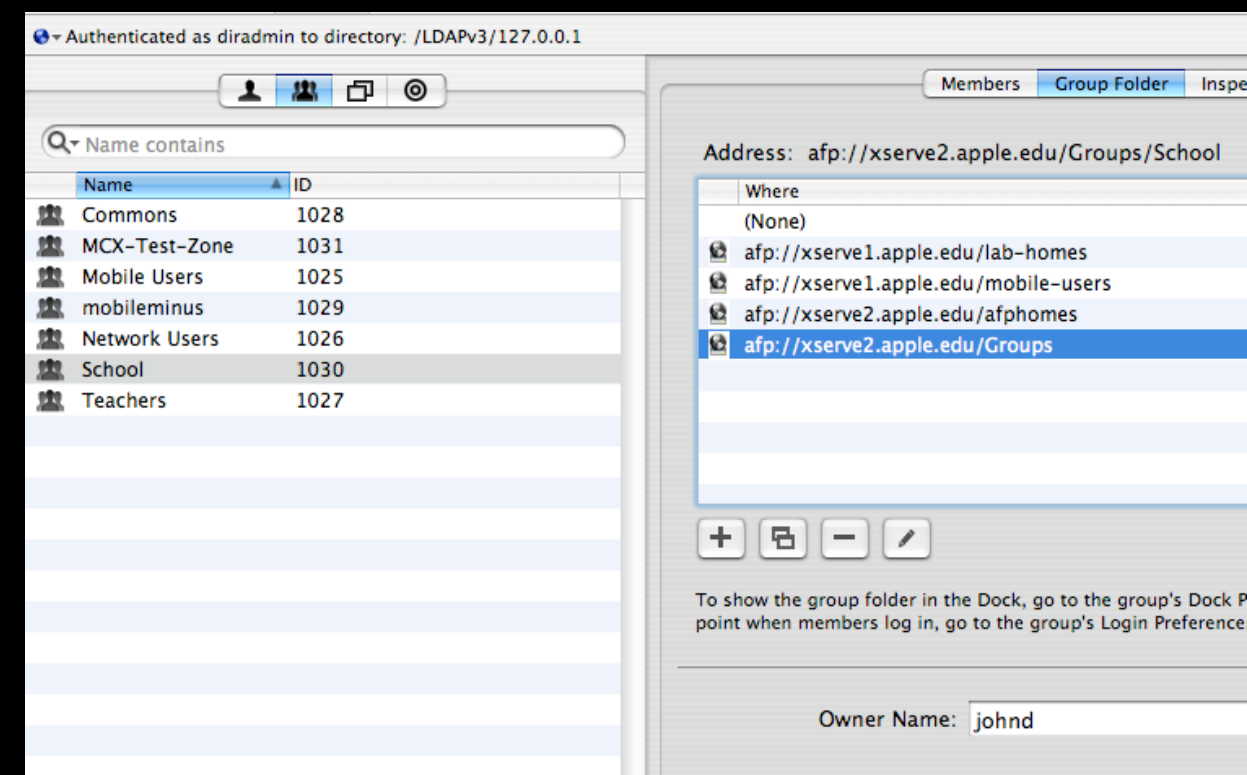 Authenticated as diradmin to directory: /LDAPv3/127.0.0.1
Name contains
Name ID
Commons 1028
MCX-Test-Zone 1031
Mobile Users 1025
mobileminus 1029
Network Users 1026
School 1030
Teachers 1027
Members Group Folder Inspe
Address: afp://xserve2.apple.edu/Groups/School
Where
(None)
afp://xserve1.apple.edu/lab-homes
afp://xserve1.apple.edu/mobile-users
afp://xserve2.apple.edu/afphomes
afp://xserve2.apple.edu/Groups
To show the group folder in the Dock, go to the group's Dock P
point when members log in, go to the group's Login Preference
Owner Name: johnd